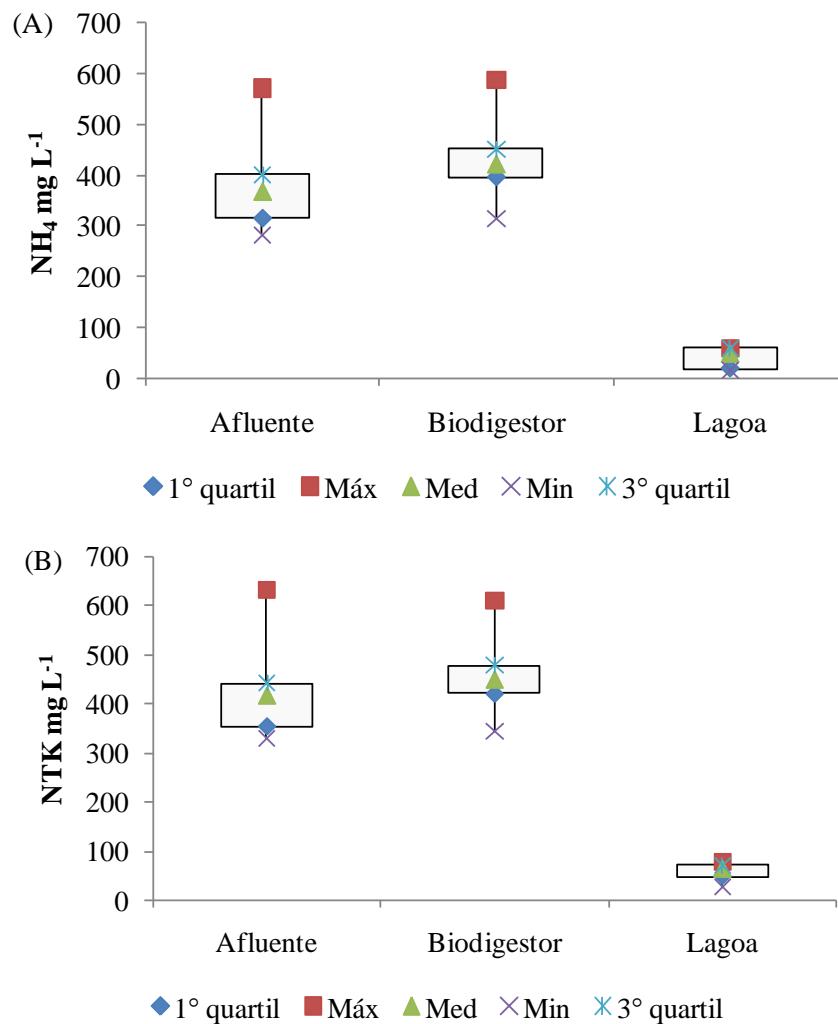 (A)
700
600
500
400
300
200
100
0
NH₄ mg L⁻¹
Afluente Biodigestor Lagoa
1° quartil Máx Med Min 3° quartil
(B)
700
600
500
400
300
200
100
0
NTK mg L⁻¹
Afluente Biodigestor Lagoa
1° quartil Máx Med Min 3° quartil